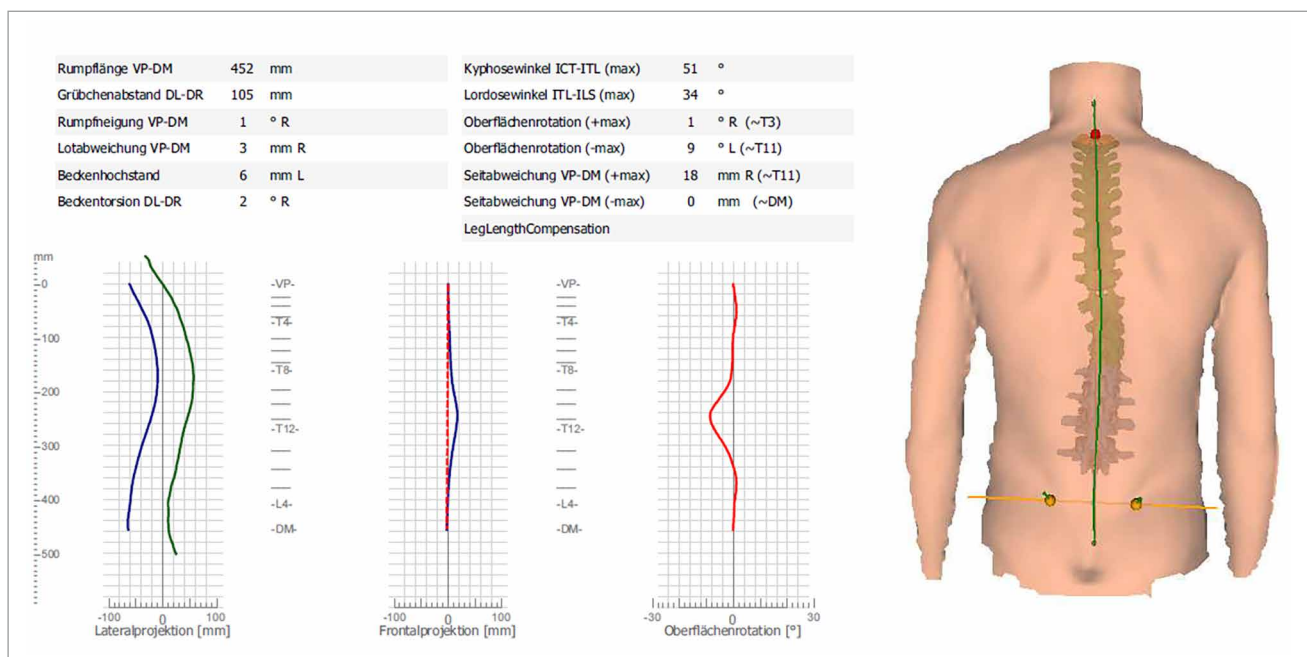 Rumpflänge VP-DM 452 mm
Grübchenabstand DL-DR 105 mm
Rumpfneigung VP-DM 1 ° R
Lotabweichung VP-DM 3 mm R
Beckenhochstand 6 mm L
Beckentorsion DL-DR 2 ° R
Kyphosewinkel ICT-ITL (max) 51 °
Lordosewinkel ITL-ILS (max) 34 °
Oberflächenrotation (+max) 1 ° R (~T3)
Oberflächenrotation (-max) 9 ° L (~T11)
Seitabweichung VP-DM (+max) 18 mm R (~T11)
Seitabweichung VP-DM (-max) 0 mm (~DM)
LegLengthCompensation
mm
0
100
200
300
400
500
-100 0 100
Lateralprojektion [mm]
-VP-
-T4-
-T8-
-T12-
-L4-
-DM-
-100 0 100
Frontalprojektion [mm]
-VP-
-T4-
-T8-
-T12-
-L4-
-DM-
-30 0 30
Oberflächenrotation [°]